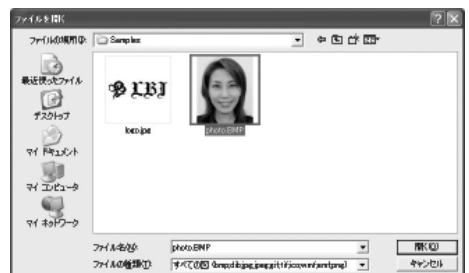 ファイルを開く
ファイルの場所(I):
Samples
最近使ったファイル
デスクトップ
マイ ドキュメント
マイ コンピュータ
マイ ネットワーク
LBJ
logo.jpg
photo.BMP
ファイル名(N):
photo.BMP
開く(O)
ファイルの種類(T):
キャンセル